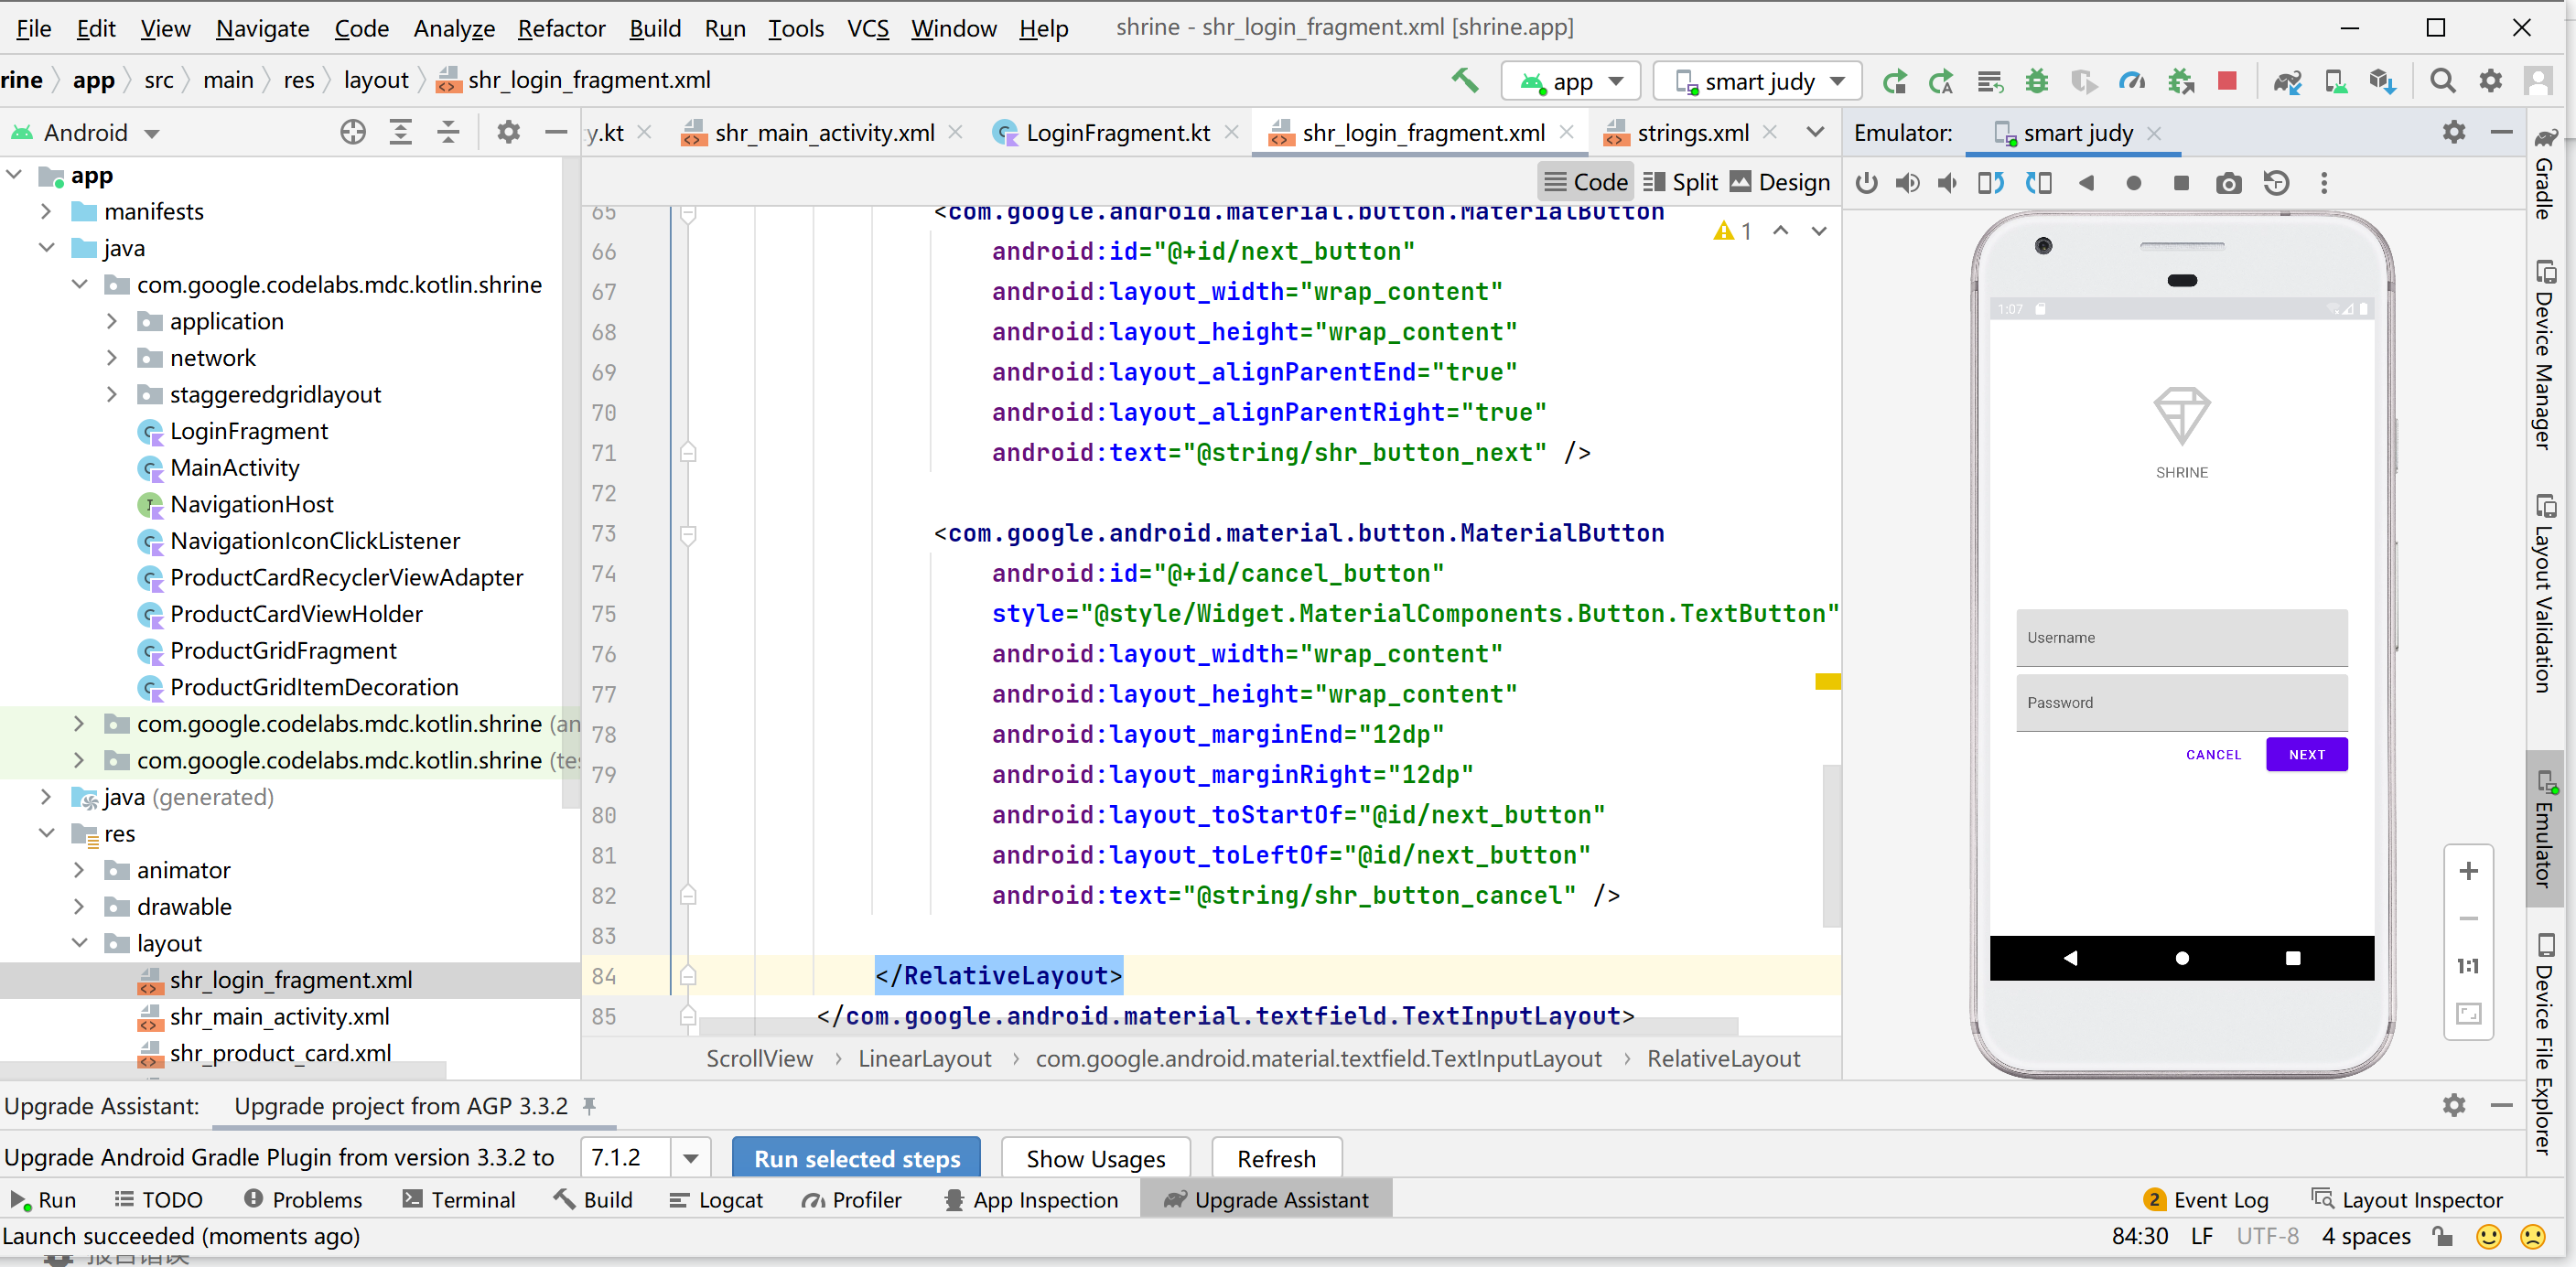 File Edit View Navigate Code Analyze Refactor Build Run Tools VCS Window Help shrine - shr_login_fragment.xml [shrine.app]
rine app src main res layout shr_login_fragment.xml app smart judy
Android y.kt shr_main_activity.xml LoginFragment.kt shr_login_fragment.xml strings.xml Emulator: smart judy
Code Split Design
app
manifests
java
com.google.codelabs.mdc.kotlin.shrine
application
network
staggeredgridlayout
LoginFragment
MainActivity
NavigationHost
NavigationIconClickListener
ProductCardRecyclerViewAdapter
ProductCardViewHolder
ProductGridFragment
ProductGridItemDecoration
com.google.codelabs.mdc.kotlin.shrine (an
com.google.codelabs.mdc.kotlin.shrine (tes
java (generated)
res
animator
drawable
layout
shr_login_fragment.xml
shr_main_activity.xml
shr_product_card.xml
1
65 <com.google.android.material.button.MaterialButton
66 android:id="@+id/next_button"
67 android:layout_width="wrap_content"
68 android:layout_height="wrap_content"
69 android:layout_alignParentEnd="true"
70 android:layout_alignParentRight="true"
71 android:text="@string/shr_button_next" />
72
73 <com.google.android.material.button.MaterialButton
74 android:id="@+id/cancel_button"
75 style="@style/Widget.MaterialComponents.Button.TextButton"
76 android:layout_width="wrap_content"
77 android:layout_height="wrap_content"
78 android:layout_marginEnd="12dp"
79 android:layout_marginRight="12dp"
80 android:layout_toStartOf="@id/next_button"
81 android:layout_toLeftOf="@id/next_button"
82 android:text="@string/shr_button_cancel" />
83
84 </RelativeLayout>
85 </com.google.android.material.textfield.TextInputLayout>
ScrollView LinearLayout com.google.android.material.textfield.TextInputLayout RelativeLayout
1:07
SHRINE
Username
Password
CANCEL NEXT
1:1
Gradle
Device Manager
Layout Validation
Emulator
Device File Explorer
Upgrade Assistant: Upgrade project from AGP 3.3.2
Upgrade Android Gradle Plugin from version 3.3.2 to 7.1.2 Run selected steps Show Usages Refresh
Run TODO Problems Terminal Build Logcat Profiler App Inspection Upgrade Assistant 2 Event Log Layout Inspector
Launch succeeded (moments ago) 84:30 LF UTF-8 4 spaces